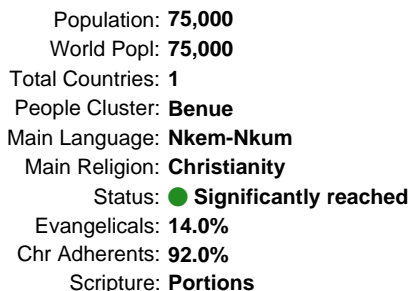 Population: 75,000
World Popl: 75,000
Total Countries: 1
People Cluster: Benue
Main Language: Nkem-Nkum
Main Religion: Christianity
Status: Significantly reached
Evangelicals: 14.0%
Chr Adherents: 92.0%
Scripture: Portions